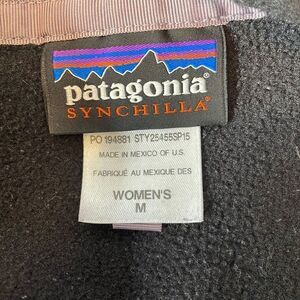 patagonia®
SYNCHILLA®
PO 194881 STY25455SP15
MADE IN MEXICO OF U.S.
FABRIQUÉ AU MEXIQUE DES
WOMEN'S
M